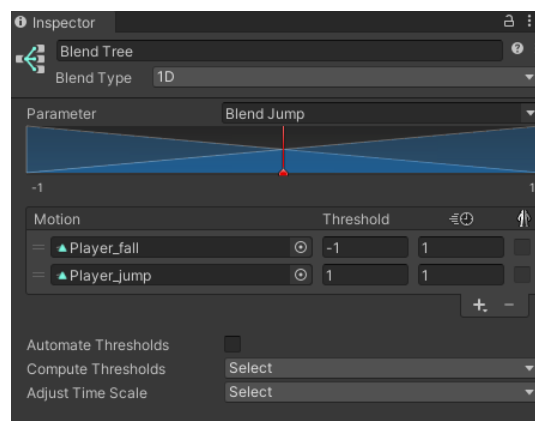 Inspector
Blend Tree
Blend Type 1D
Parameter Blend Jump
-1 1
Motion Threshold
Player_fall -1 1
Player_jump 1 1
Automate Thresholds
Compute Thresholds Select
Adjust Time Scale Select